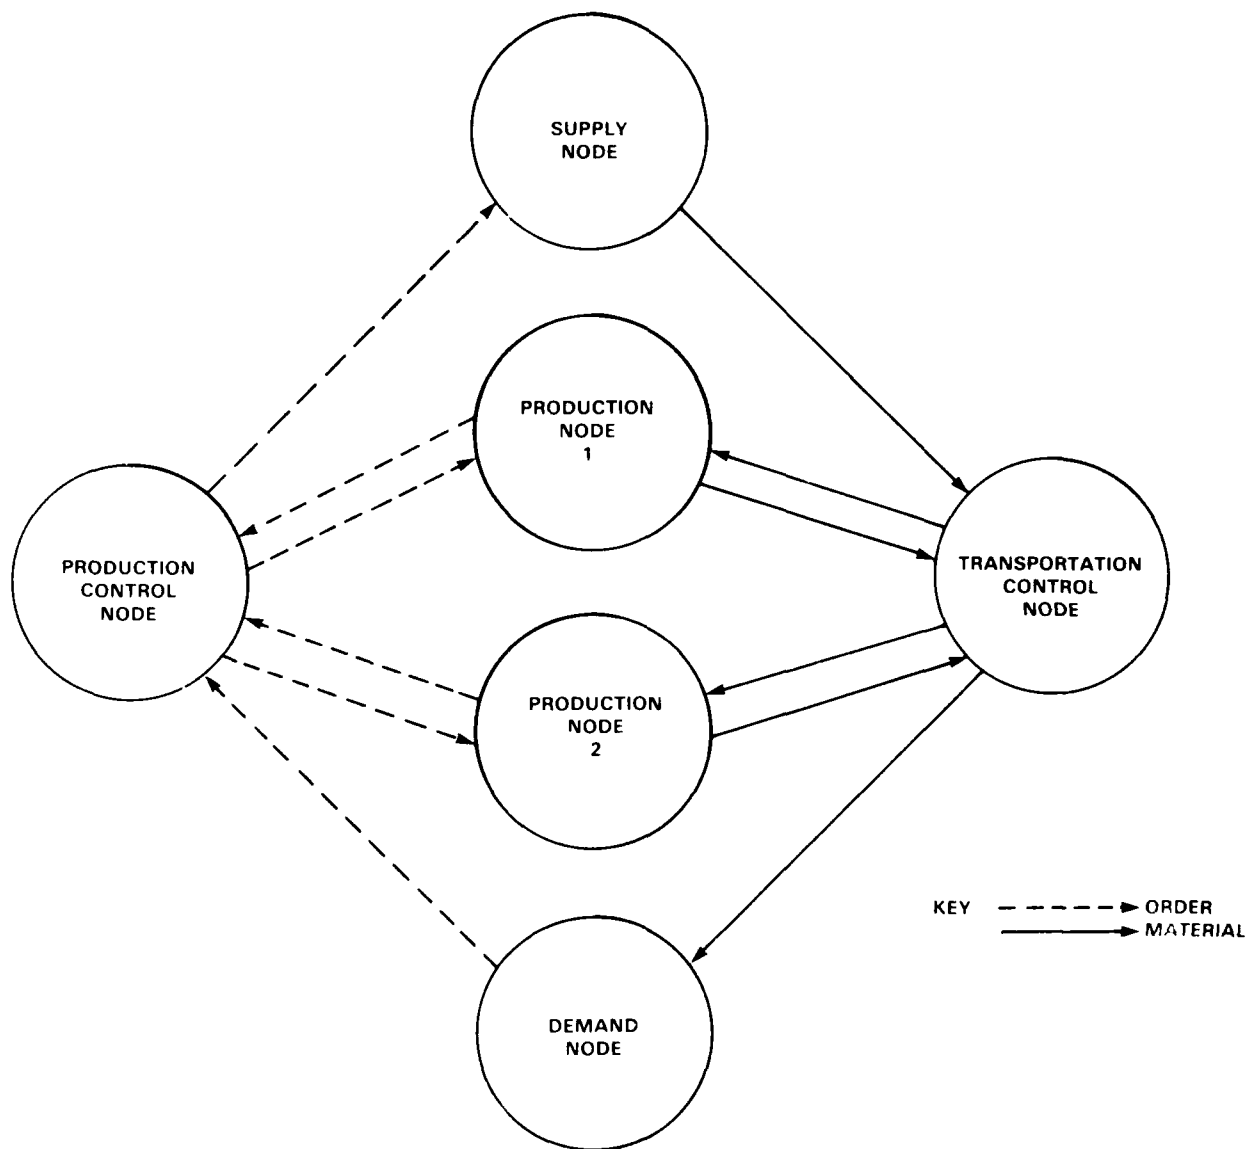 SUPPLY
NODE
PRODUCTION
NODE
1
PRODUCTION
CONTROL
NODE
TRANSPORTATION
CONTROL
NODE
PRODUCTION
NODE
2
KEY
ORDER
MATERIAL
DEMAND
NODE